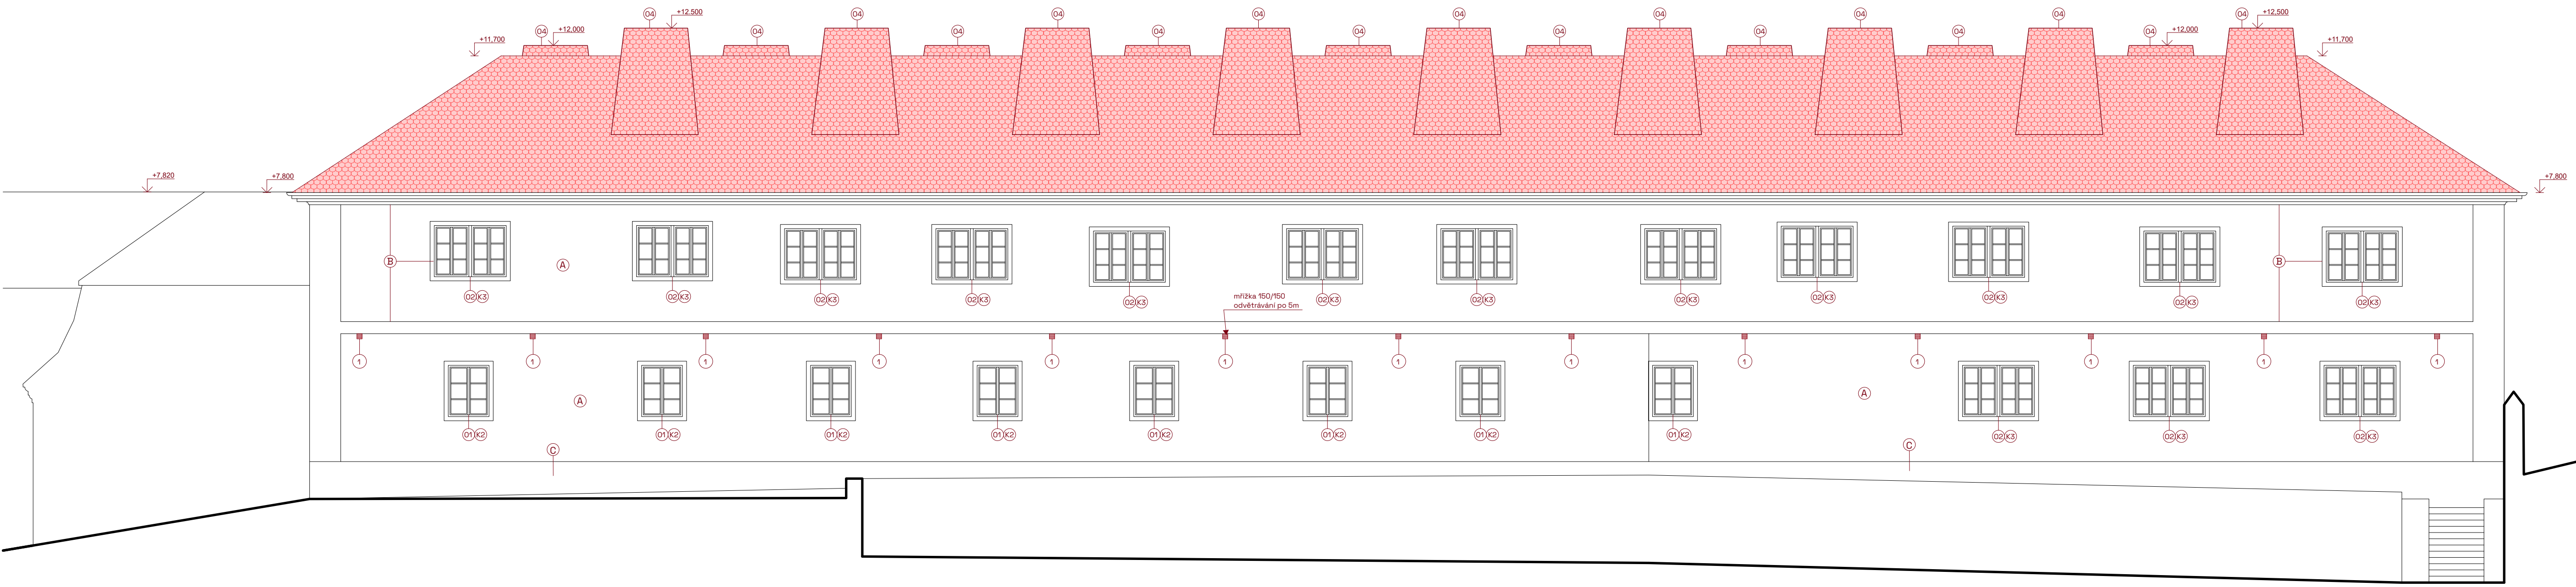 04 +12.500 04 04 04 04 04 04 04 04 +12,500
04 +12,000 04 04 04 04 04 04 04 04 +12,000
+11,700 +11,700
+7,820 +7,800 +7,800
B A B
02 K3 02 K3 02 K3 02 K3 02 K3 02 K3 02 K3 02 K3 02 K3 02 K3 02 K3 02 K3
mřížka 150/150
odvětrávání po 5m
1 1 1 1 1 1 1 1 1 1 1 1 1
A A
01 K2 01 K2 01 K2 01 K2 01 K2 01 K2 01 K2 01 K2 02 K3 02 K3 02 K3
C C